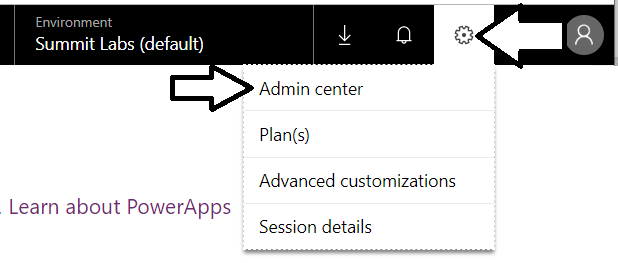 Environment
Summit Labs (default)
Admin center
Plan(s)
Advanced customizations
. Learn about PowerApps
Session details